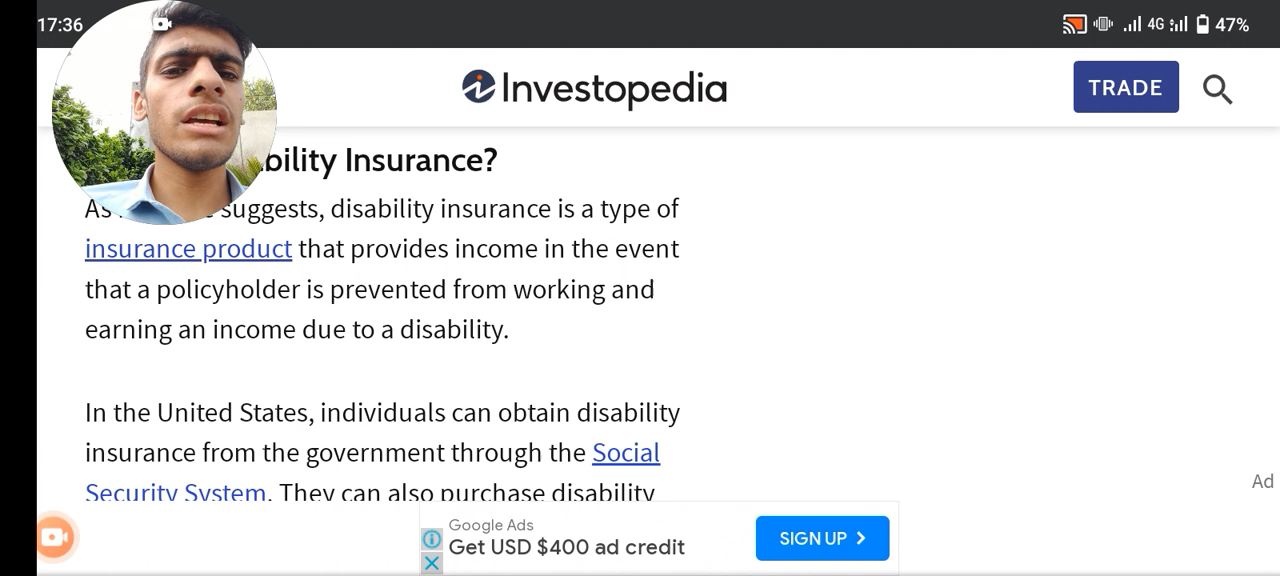 17:36
4G
47%
Investopedia
TRADE
bility Insurance?
As suggests, disability insurance is a type of
insurance product that provides income in the event
that a policyholder is prevented from working and
earning an income due to a disability.
In the United States, individuals can obtain disability
insurance from the government through the Social
Security System. They can also purchase disability
Ad
Google Ads
Get USD $400 ad credit
SIGN UP